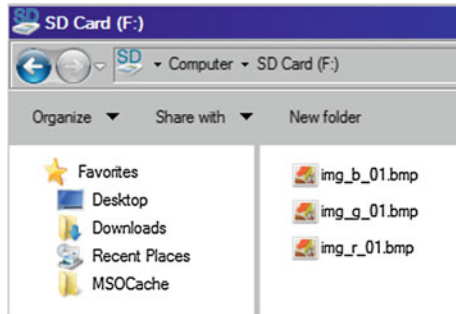 SD Card (F:)
SD Computer SD Card (F:)
Organize Share with New folder
Favorites
Desktop
Downloads
Recent Places
MSOCache
img_b_01.bmp
img_g_01.bmp
img_r_01.bmp